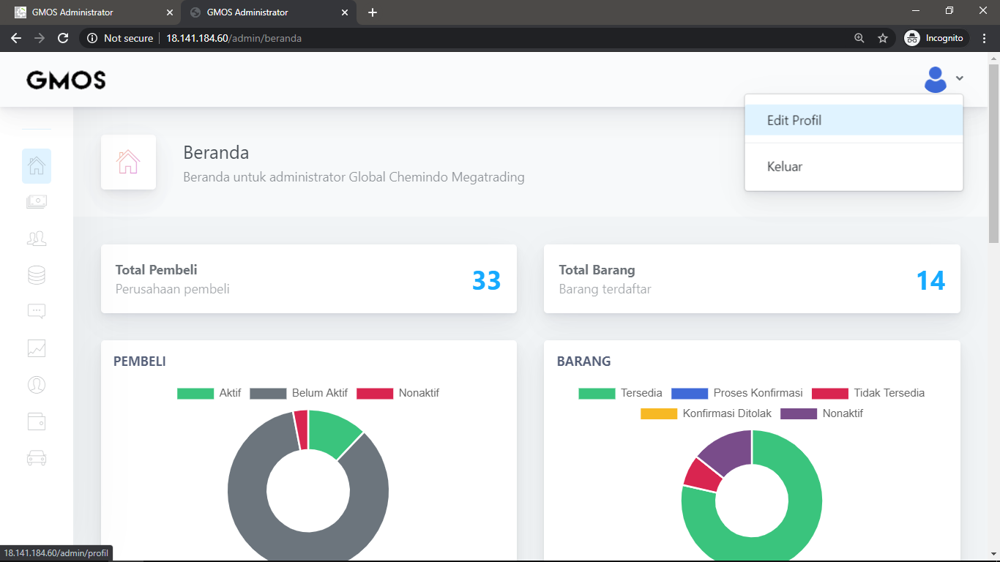 GMOS Administrator
GMOS Administrator
Not secure
18.141.184.60/admin/beranda
Incognito
GMOS
Edit Profil
Keluar
Beranda
Beranda untuk administrator Global Chemindo Megatrading
Total Pembeli
Perusahaan pembeli
33
Total Barang
Barang terdaftar
14
PEMBELI
Aktif Belum Aktif Nonaktif
BARANG
Tersedia Proses Konfirmasi Tidak Tersedia
Konfirmasi Ditolak Nonaktif
18.141.184.60/admin/profil